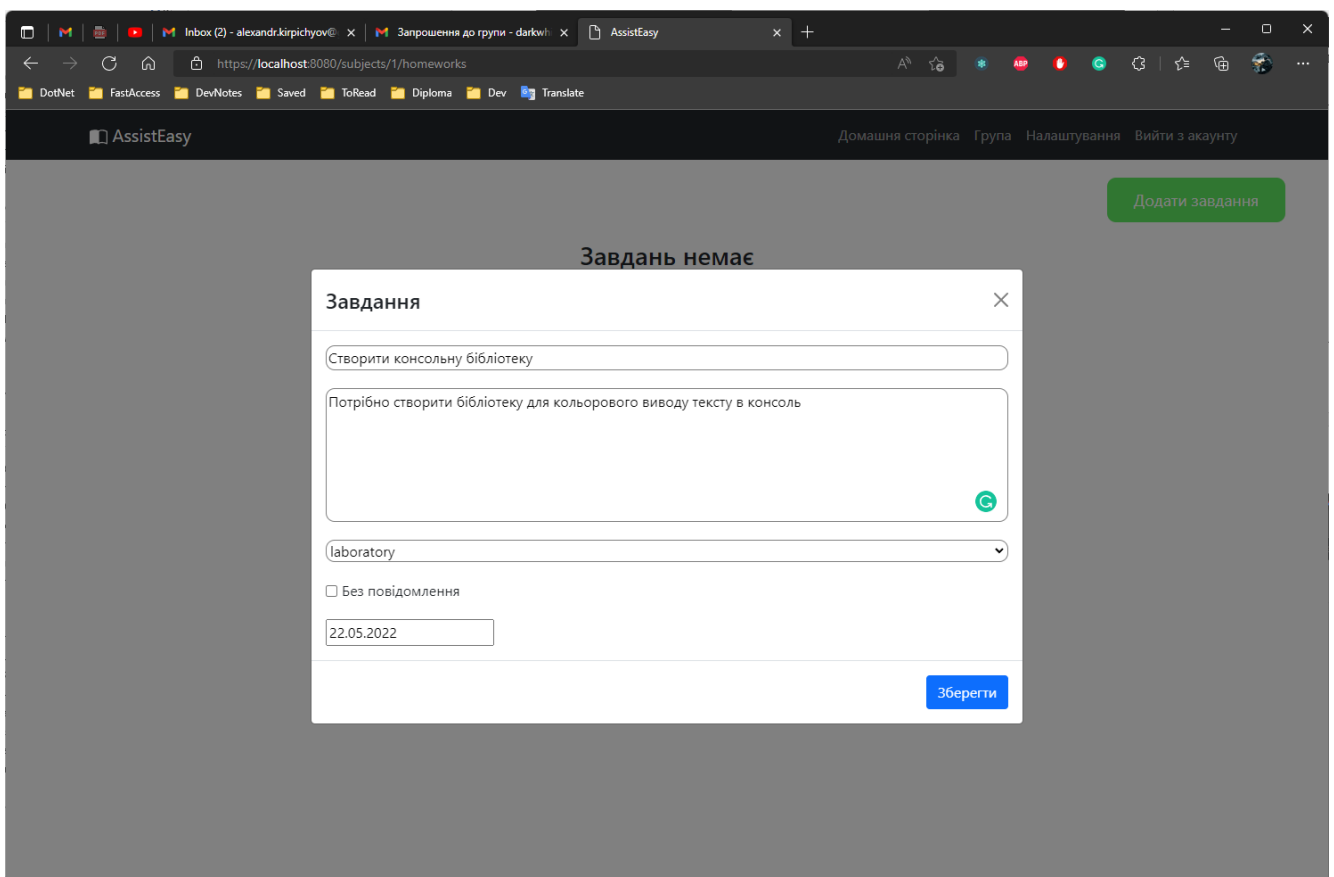 Inbox (2) - alexandr.kirpichyov@
Запрошення до групи - darkwh
AssistEasy
https://localhost:8080/subjects/1/homeworks
ABP
DotNet FastAccess DevNotes Saved ToRead Diploma Dev Translate
AssistEasy
Домашня сторінка Група Налаштування Вийти з акаунту
Додати завдання
Завдань немає
Завдання
Створити консольну бібліотеку
Потрібно створити бібліотеку для кольорового виводу тексту в консоль
laboratory
Без повідомлення
22.05.2022
Зберегти